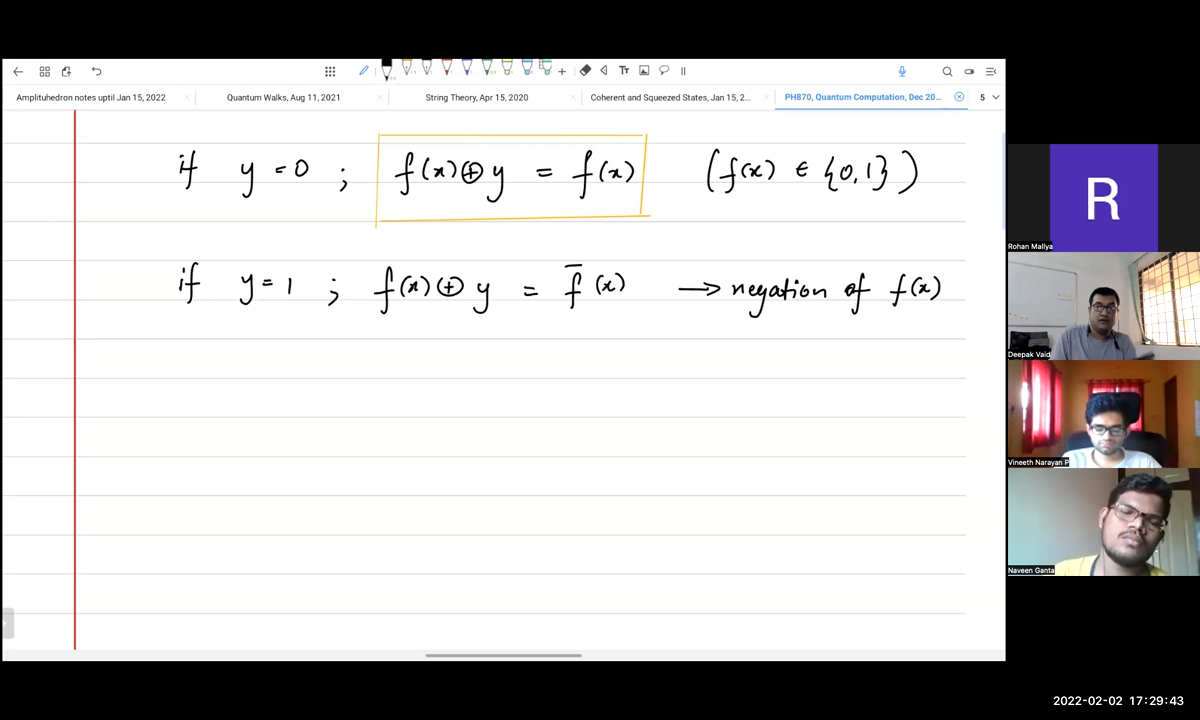 Amplituhedron notes uptil Jan 15, 2022 Quantum Walks, Aug 11, 2021 String Theory, Apr 15, 2020 Coherent and Squeezed States, Jan 15, 2... PH870, Quantum Computation, Dec 20... 5
if y = 0 ; f(x) ⊕ y = f(x) (f(x) ∈ {0,1})
if y = 1 ; f(x) ⊕ y = f̅(x) → negation of f(x)
R
Rohan Mallya
Deepak Vaid
Vineeth Narayan P
Naveen Ganta
2022-02-02 17:29:43